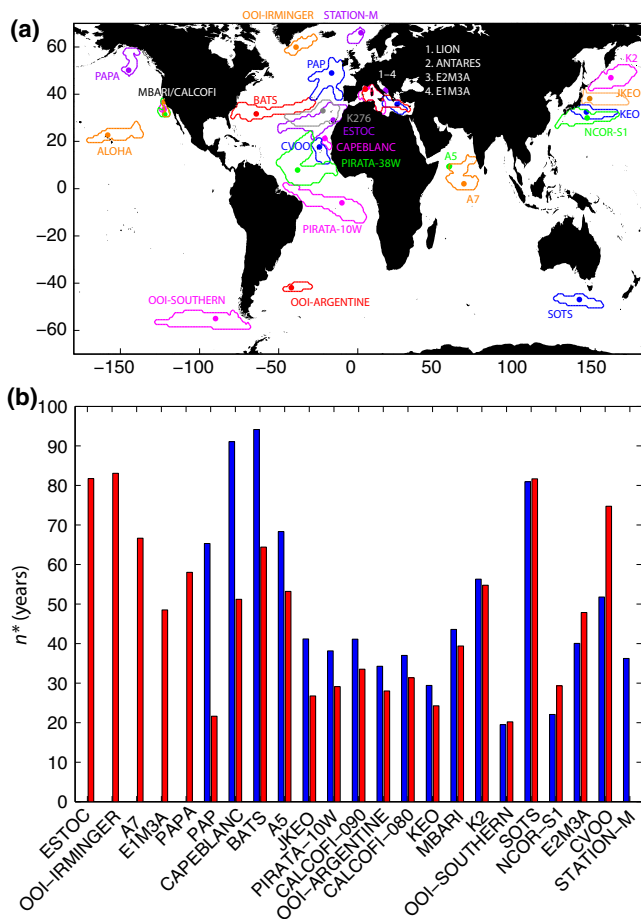 OOI-IRMINGER STATION-M
(a)
60
40
20
0
−20
−40
−60
−150 −100 −50 0 50 100 150
PAPA
MBARI/CALCOFI
ALOHA
BATS
PAP
1–4
1. LION
2. ANTARES
3. E2M3A
4. E1M3A
K276
ESTOC
CVOO
CAPEBLANC
PIRATA-38W
PIRATA-10W
A5
A7
K2
JKEO
KEO
NCOR-S1
OOI-SOUTHERN
OOI-ARGENTINE
SOTS
(b)
100
90
80
70
60
50
40
30
20
10
0
n* (years)
ESTOC
OOI-IRMINGER
A7
E1M3A
PAPA
PAP
CAPEBLANC
BATS
A5
JKEO
PIRATA-10W
CALCOFI-090
OOI-ARGENTINE
CALCOFI-080
KEO
MBARI
K2
OOI-SOUTHERN
SOTS
NCOR-S1
E2M3A
CVOO
STATION-M